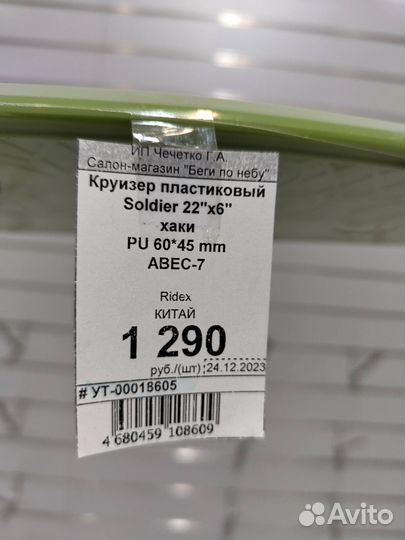 ИП Чечетко Г.А.
Салон-магазин "Беги по небу"
Круизер пластиковый
Soldier 22"x6"
хаки
PU 60*45 mm
ABEC-7
Ridex
КИТАЙ
1 290
руб./(шт) 24.12.2023
# УТ-00018605
4 680459 108609
Avito